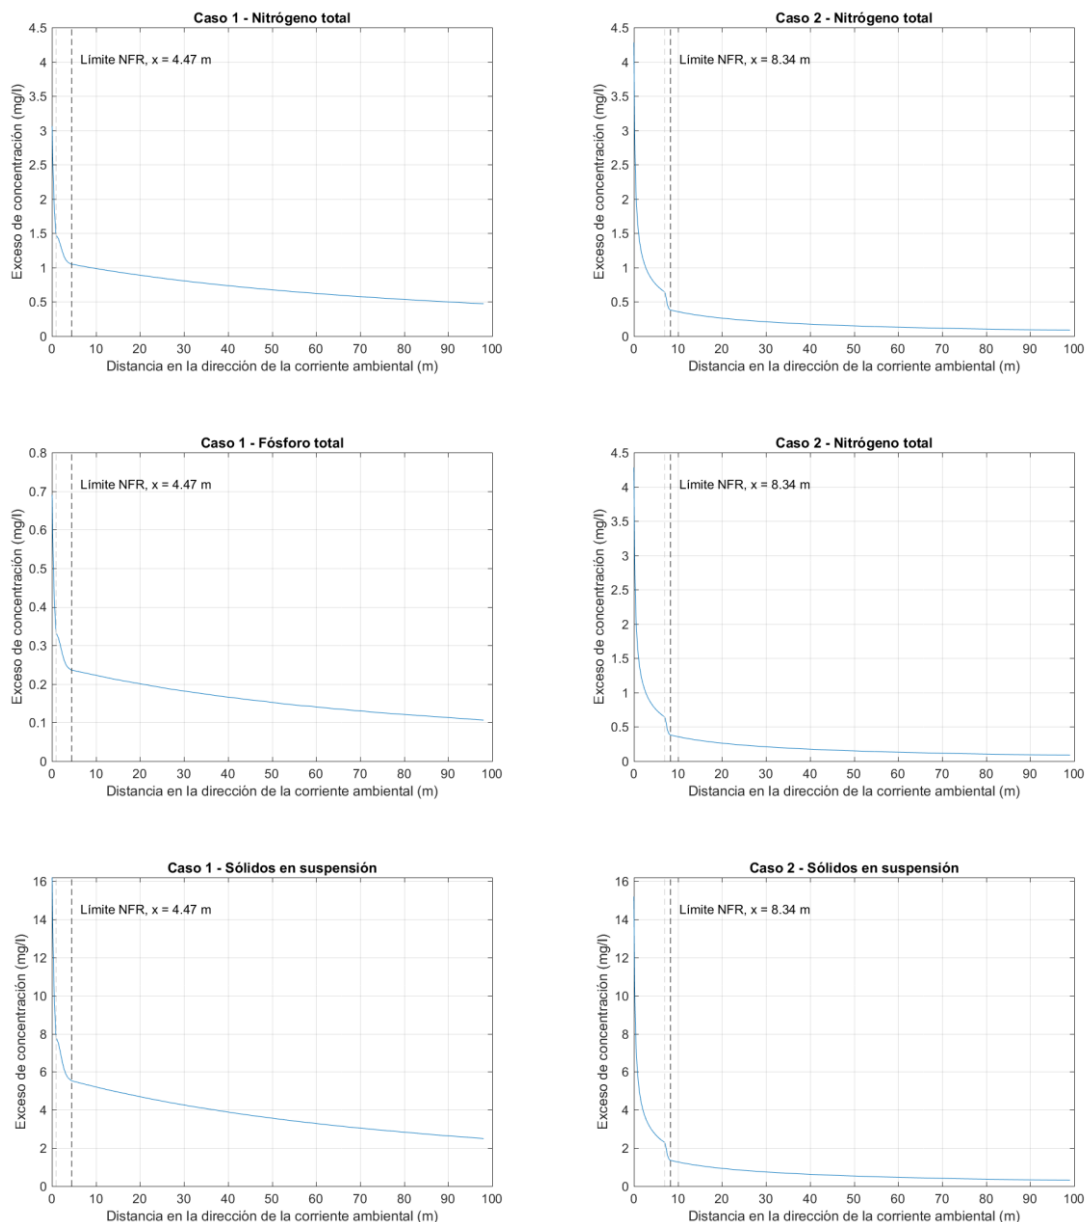 Caso 1 - Nitrógeno total
4.5
4
3.5
3
2.5
2
1.5
1
0.5
0
Exceso de concentración (mg/l)
Límite NFR, x = 4.47 m
0 10 20 30 40 50 60 70 80 90 100
Distancia en la dirección de la corriente ambiental (m)
Caso 2 - Nitrógeno total
4.5
4
3.5
3
2.5
2
1.5
1
0.5
0
Exceso de concentración (mg/l)
Límite NFR, x = 8.34 m
0 10 20 30 40 50 60 70 80 90 100
Distancia en la dirección de la corriente ambiental (m)
Caso 1 - Fósforo total
0.8
0.7
0.6
0.5
0.4
0.3
0.2
0.1
0
Exceso de concentración (mg/l)
Límite NFR, x = 4.47 m
0 10 20 30 40 50 60 70 80 90 100
Distancia en la dirección de la corriente ambiental (m)
Caso 2 - Nitrógeno total
4.5
4
3.5
3
2.5
2
1.5
1
0.5
0
Exceso de concentración (mg/l)
Límite NFR, x = 8.34 m
0 10 20 30 40 50 60 70 80 90 100
Distancia en la dirección de la corriente ambiental (m)
Caso 1 - Sólidos en suspensión
16
14
12
10
8
6
4
2
0
Exceso de concentración (mg/l)
Límite NFR, x = 4.47 m
0 10 20 30 40 50 60 70 80 90 100
Distancia en la dirección de la corriente ambiental (m)
Caso 2 - Sólidos en suspensión
16
14
12
10
8
6
4
2
0
Exceso de concentración (mg/l)
Límite NFR, x = 8.34 m
0 10 20 30 40 50 60 70 80 90 100
Distancia en la dirección de la corriente ambiental (m)